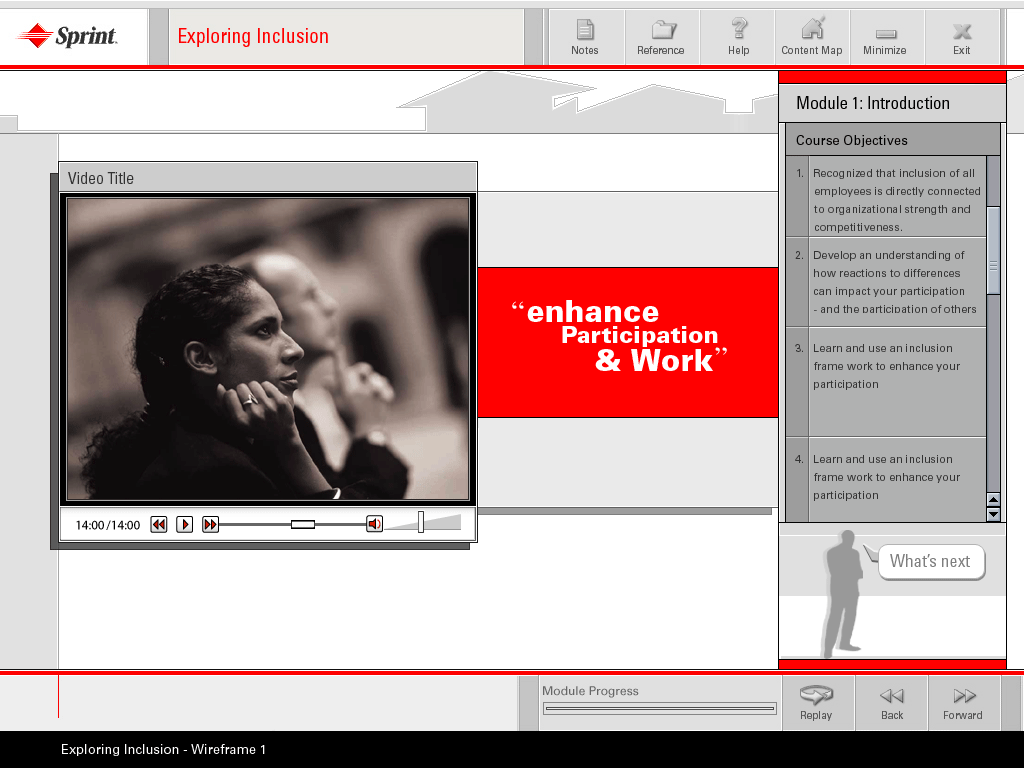 Sprint.
Exploring Inclusion
Notes
Reference
Help
Content Map
Minimize
Exit
Module 1: Introduction
Course Objectives
1. Recognized that inclusion of all
employees is directly connected
to organizational strength and
competitiveness.
2. Develop an understanding of
how reactions to differences
can impact your participation
- and the participation of others
3. Learn and use an inclusion
frame work to enhance your
participation
4. Learn and use an inclusion
frame work to enhance your
participation
Video Title
“enhance
Participation
& Work”
14:00/14:00
What's next
Module Progress
Replay
Back
Forward
Exploring Inclusion - Wireframe 1